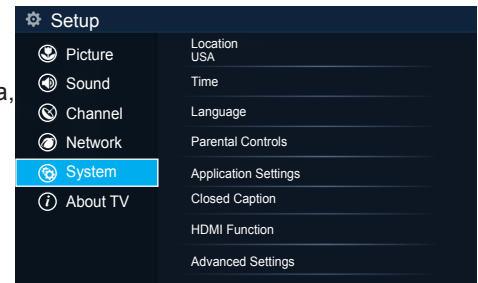 Setup
a,
Picture
Sound
Channel
Network
System
About TV
Location
USA
Time
Language
Parental Controls
Application Settings
Closed Caption
HDMI Function
Advanced Settings